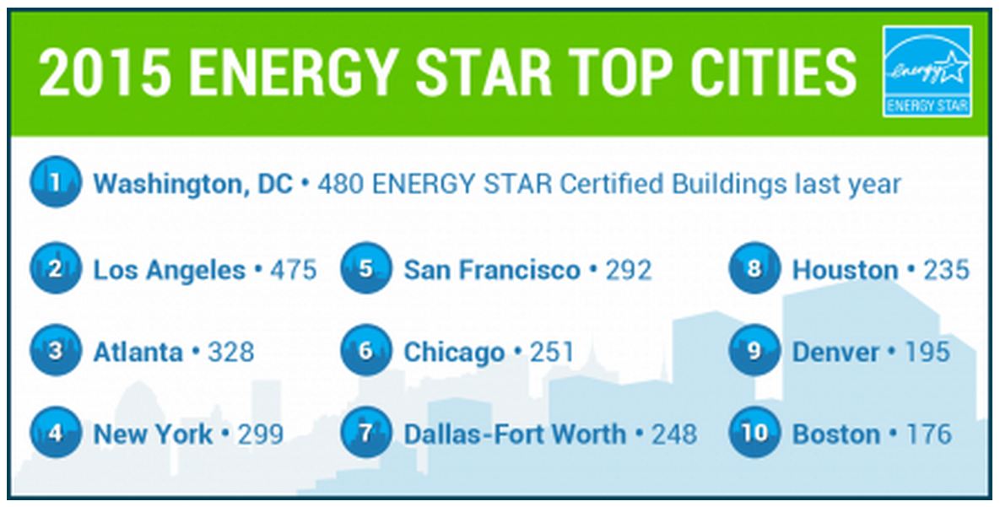 2015 ENERGY STAR TOP CITIES
energy
ENERGY STAR
1 Washington, DC • 480 ENERGY STAR Certified Buildings last year
2 Los Angeles • 475
3 Atlanta • 328
4 New York • 299
5 San Francisco • 292
6 Chicago • 251
7 Dallas-Fort Worth • 248
8 Houston • 235
9 Denver • 195
10 Boston • 176